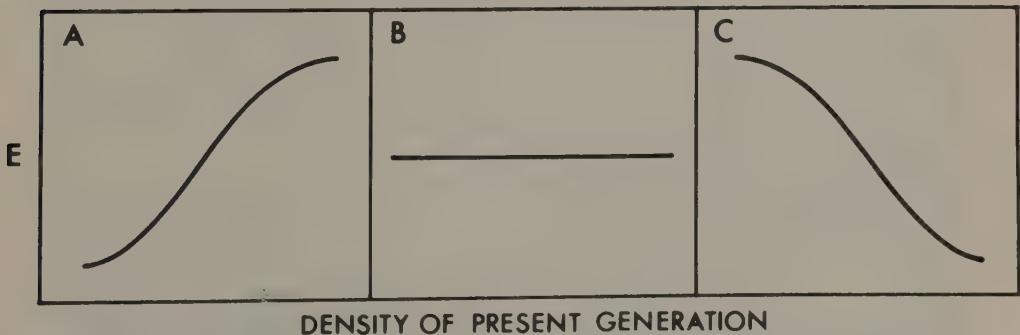 A B C
E
DENSITY OF PRESENT GENERATION